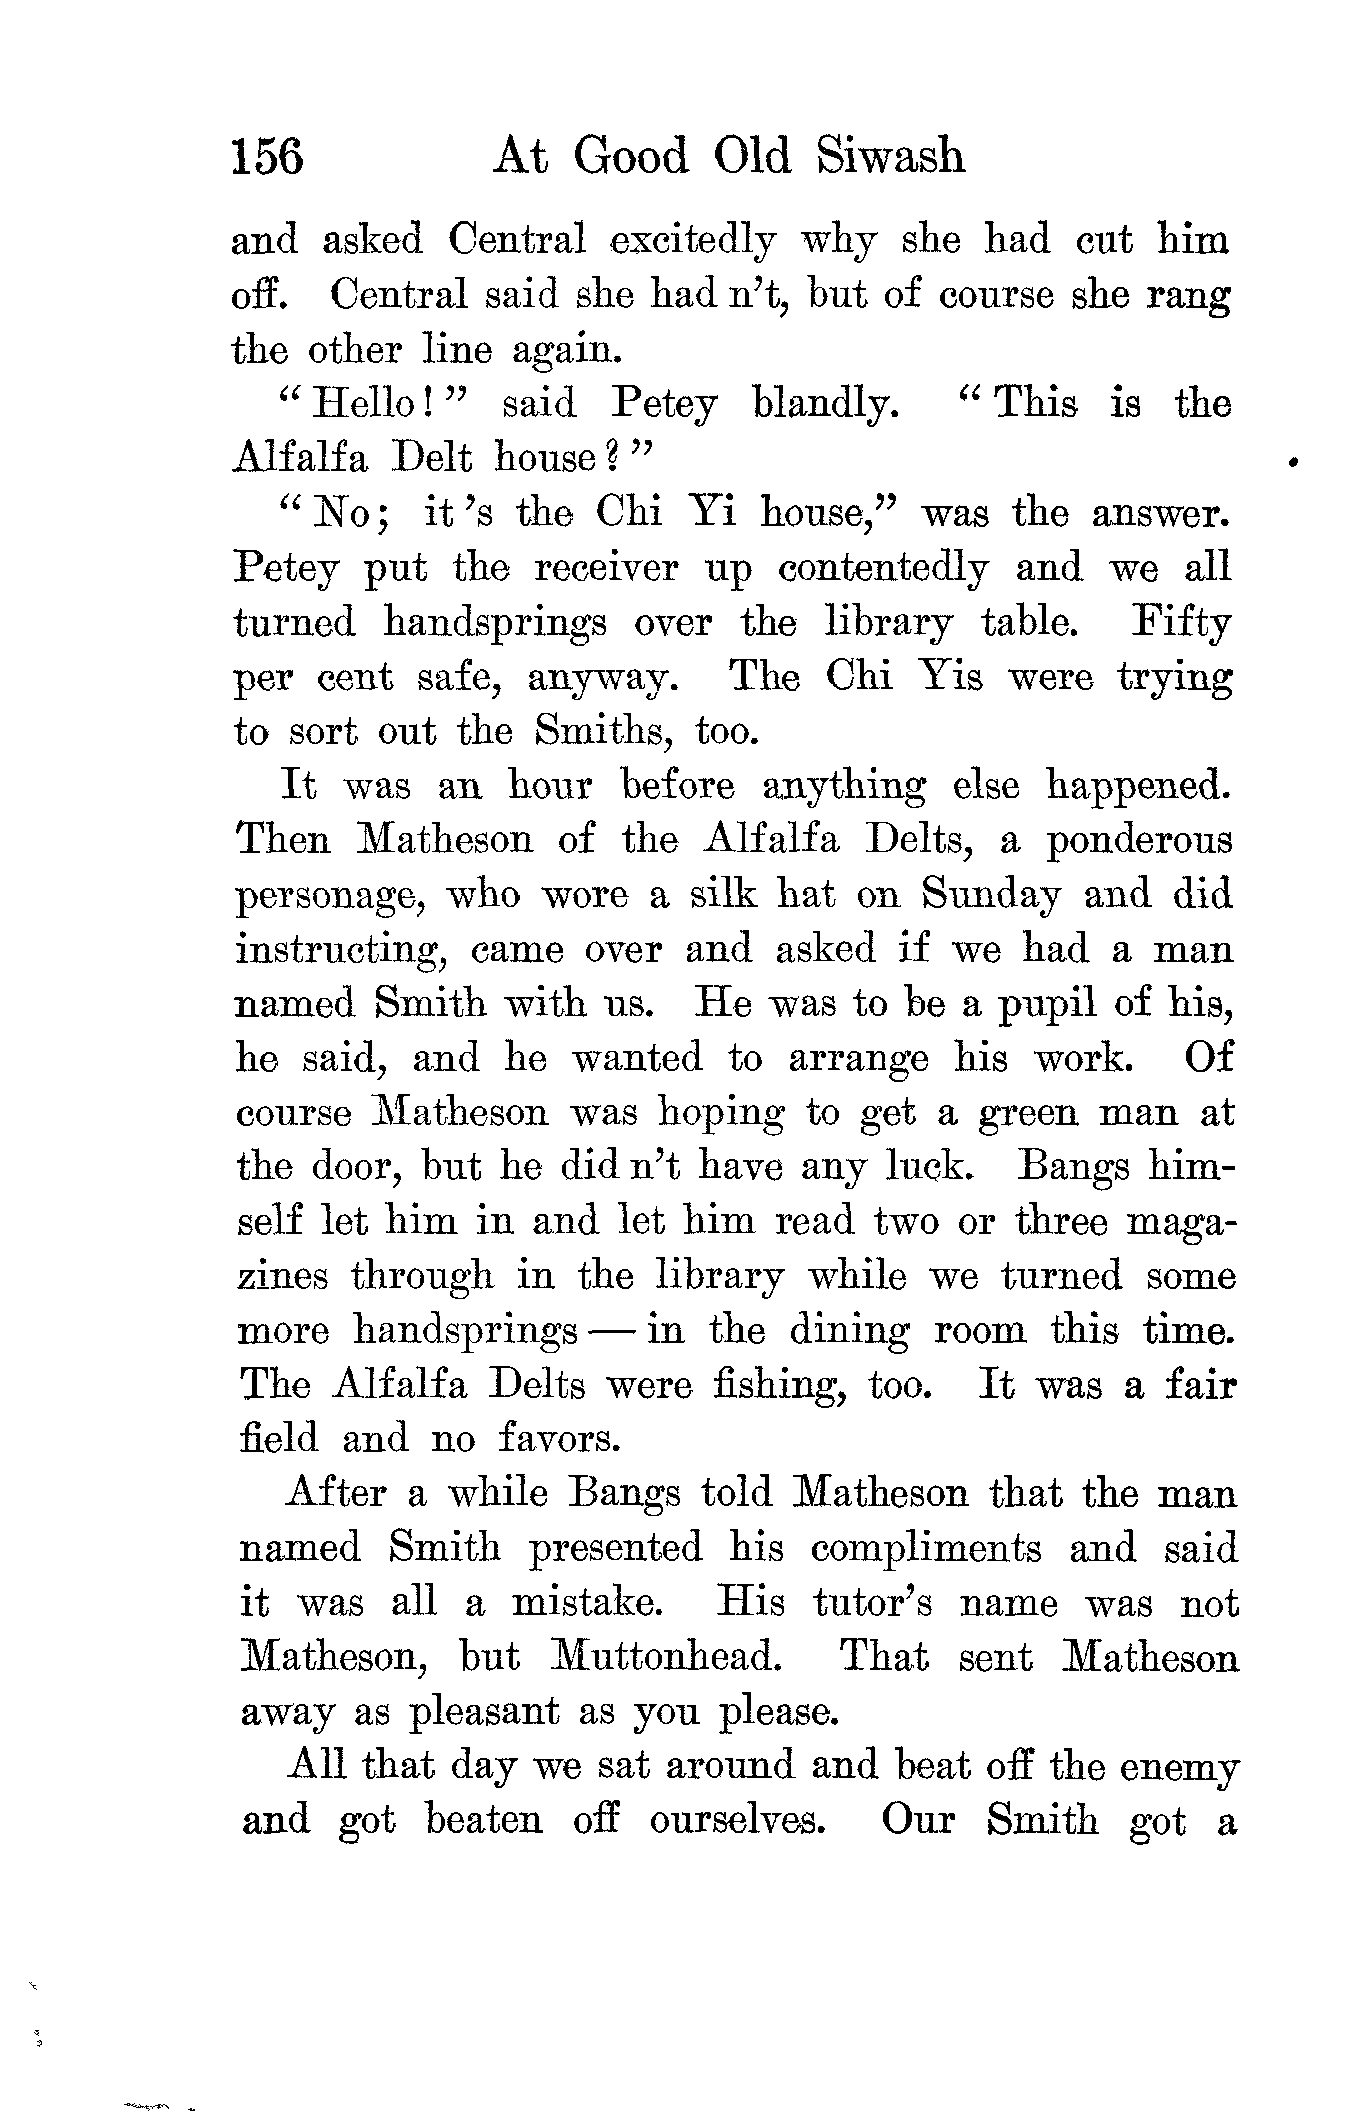 156 At Good Old Siwash
and asked Central excitedly why she had cut him
off. Central said she had n't, but of course she rang
the other line again.
“ Hello! ” said Petey blandly. “ This is the
Alfalfa Delt house? ”
“ No; it 's the Chi Yi house,” was the answer.
Petey put the receiver up contentedly and we all
turned handsprings over the library table. Fifty
per cent safe, anyway. The Chi Yis were trying
to sort out the Smiths, too.
It was an hour before anything else happened.
Then Matheson of the Alfalfa Delts, a ponderous
personage, who wore a silk hat on Sunday and did
instructing, came over and asked if we had a man
named Smith with us. He was to be a pupil of his,
he said, and he wanted to arrange his work. Of
course Matheson was hoping to get a green man at
the door, but he did n't have any luck. Bangs him-
self let him in and let him read two or three maga-
zines through in the library while we turned some
more handsprings — in the dining room this time.
The Alfalfa Delts were fishing, too. It was a fair
field and no favors.
After a while Bangs told Matheson that the man
named Smith presented his compliments and said
it was all a mistake. His tutor's name was not
Matheson, but Muttonhead. That sent Matheson
away as pleasant as you please.
All that day we sat around and beat off the enemy
and got beaten off ourselves. Our Smith got a